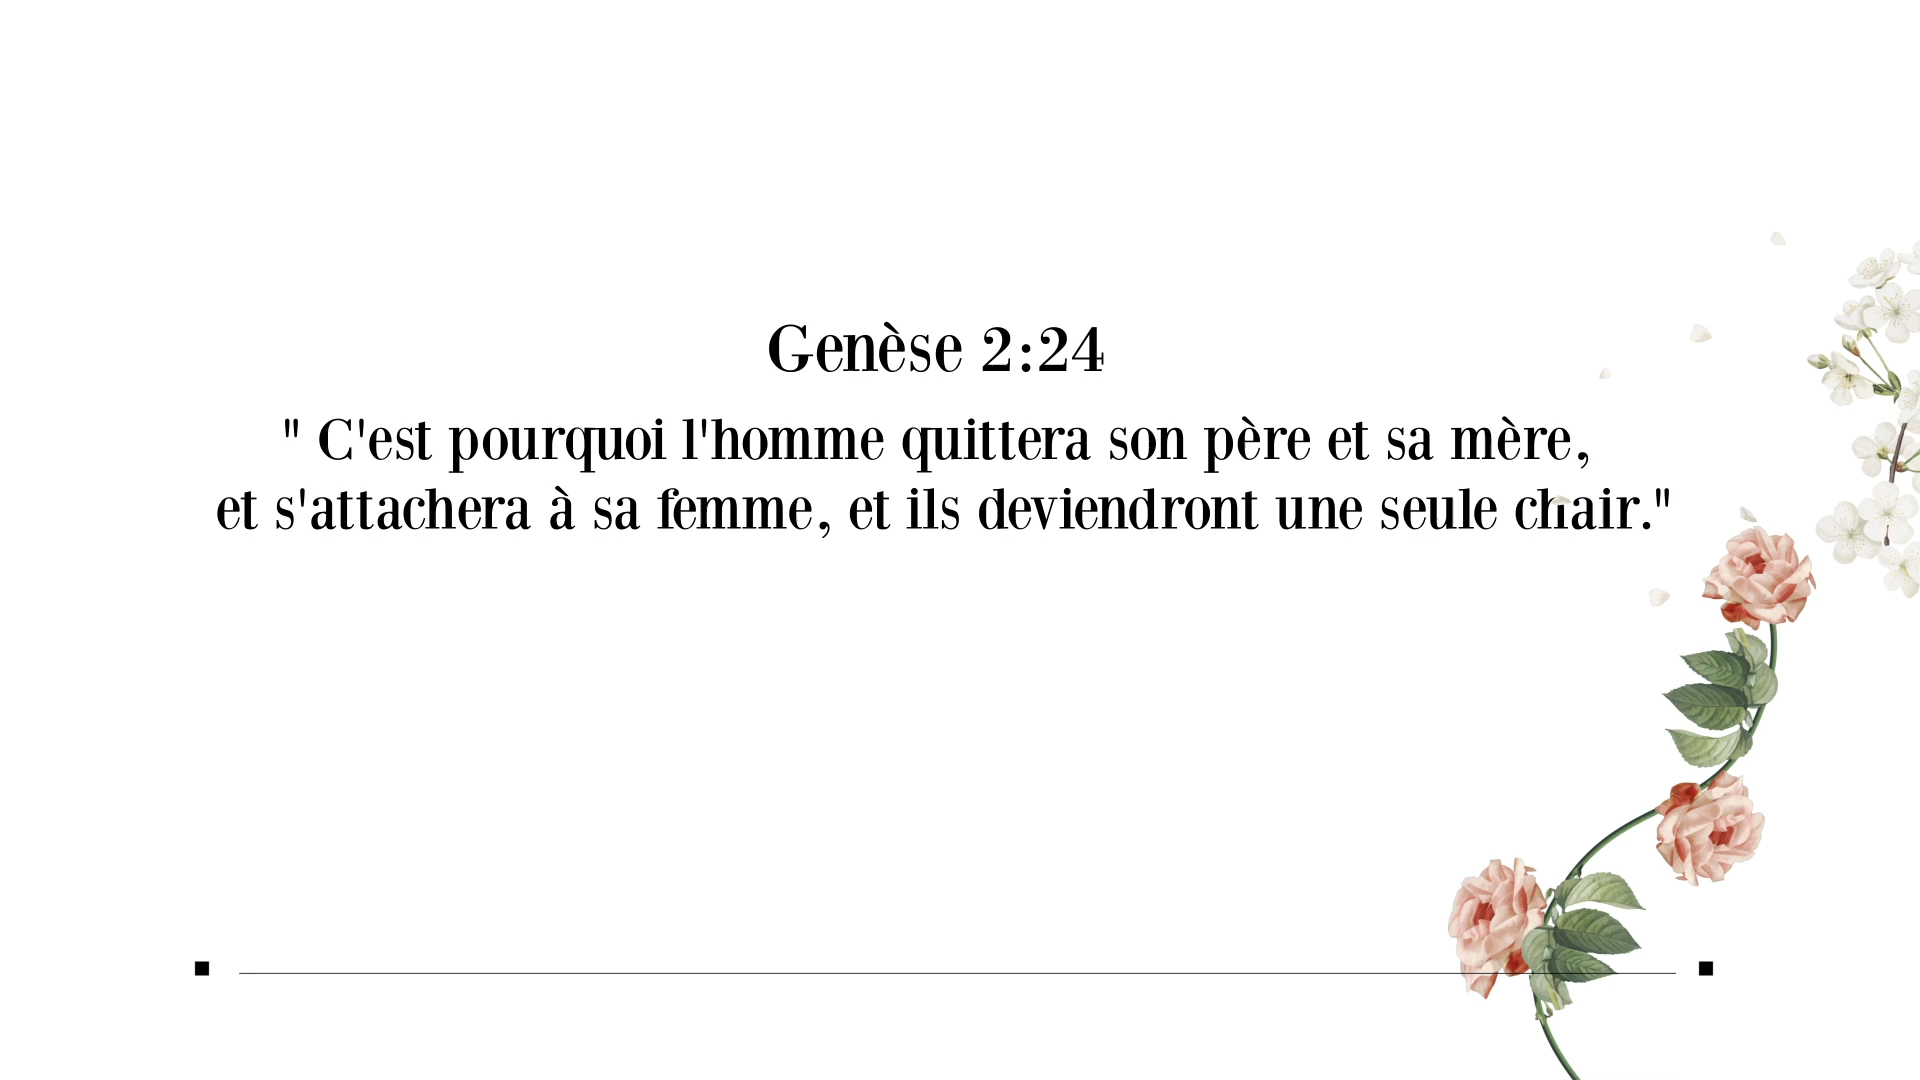 Genèse 2:24
" C'est pourquoi l'homme quittera son père et sa mère,
et s'attachera à sa femme, et ils deviendront une seule chair."